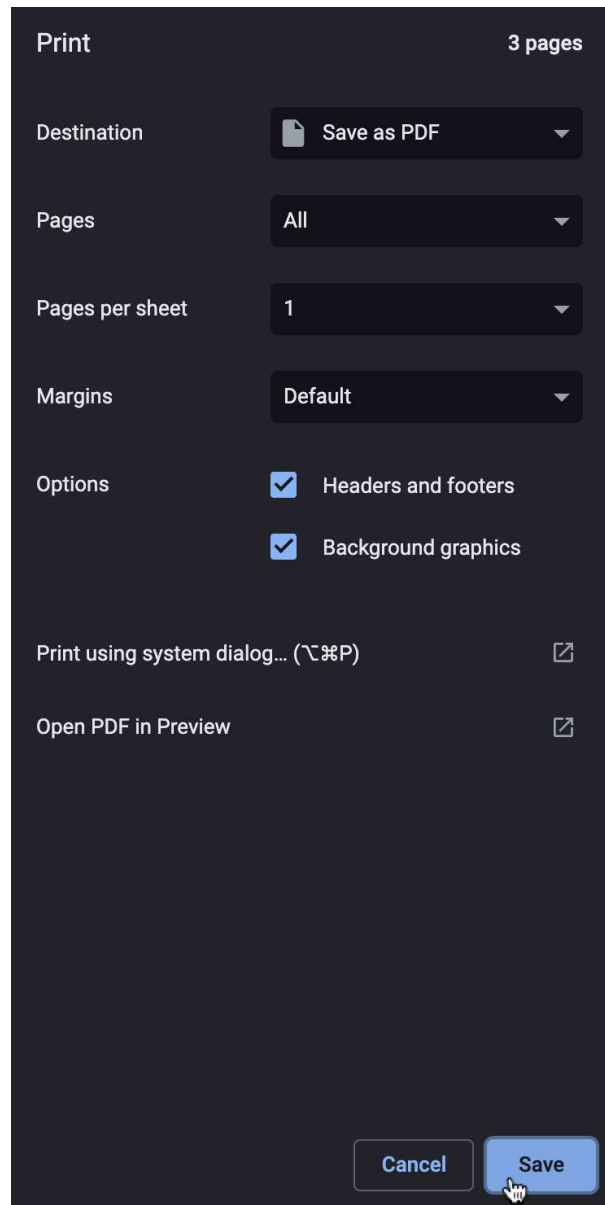 Print 3 pages
Destination Save as PDF
Pages All
Pages per sheet 1
Margins Default
Options Headers and footers
Background graphics
Print using system dialog... (⌥⌘P)
Open PDF in Preview
Cancel Save